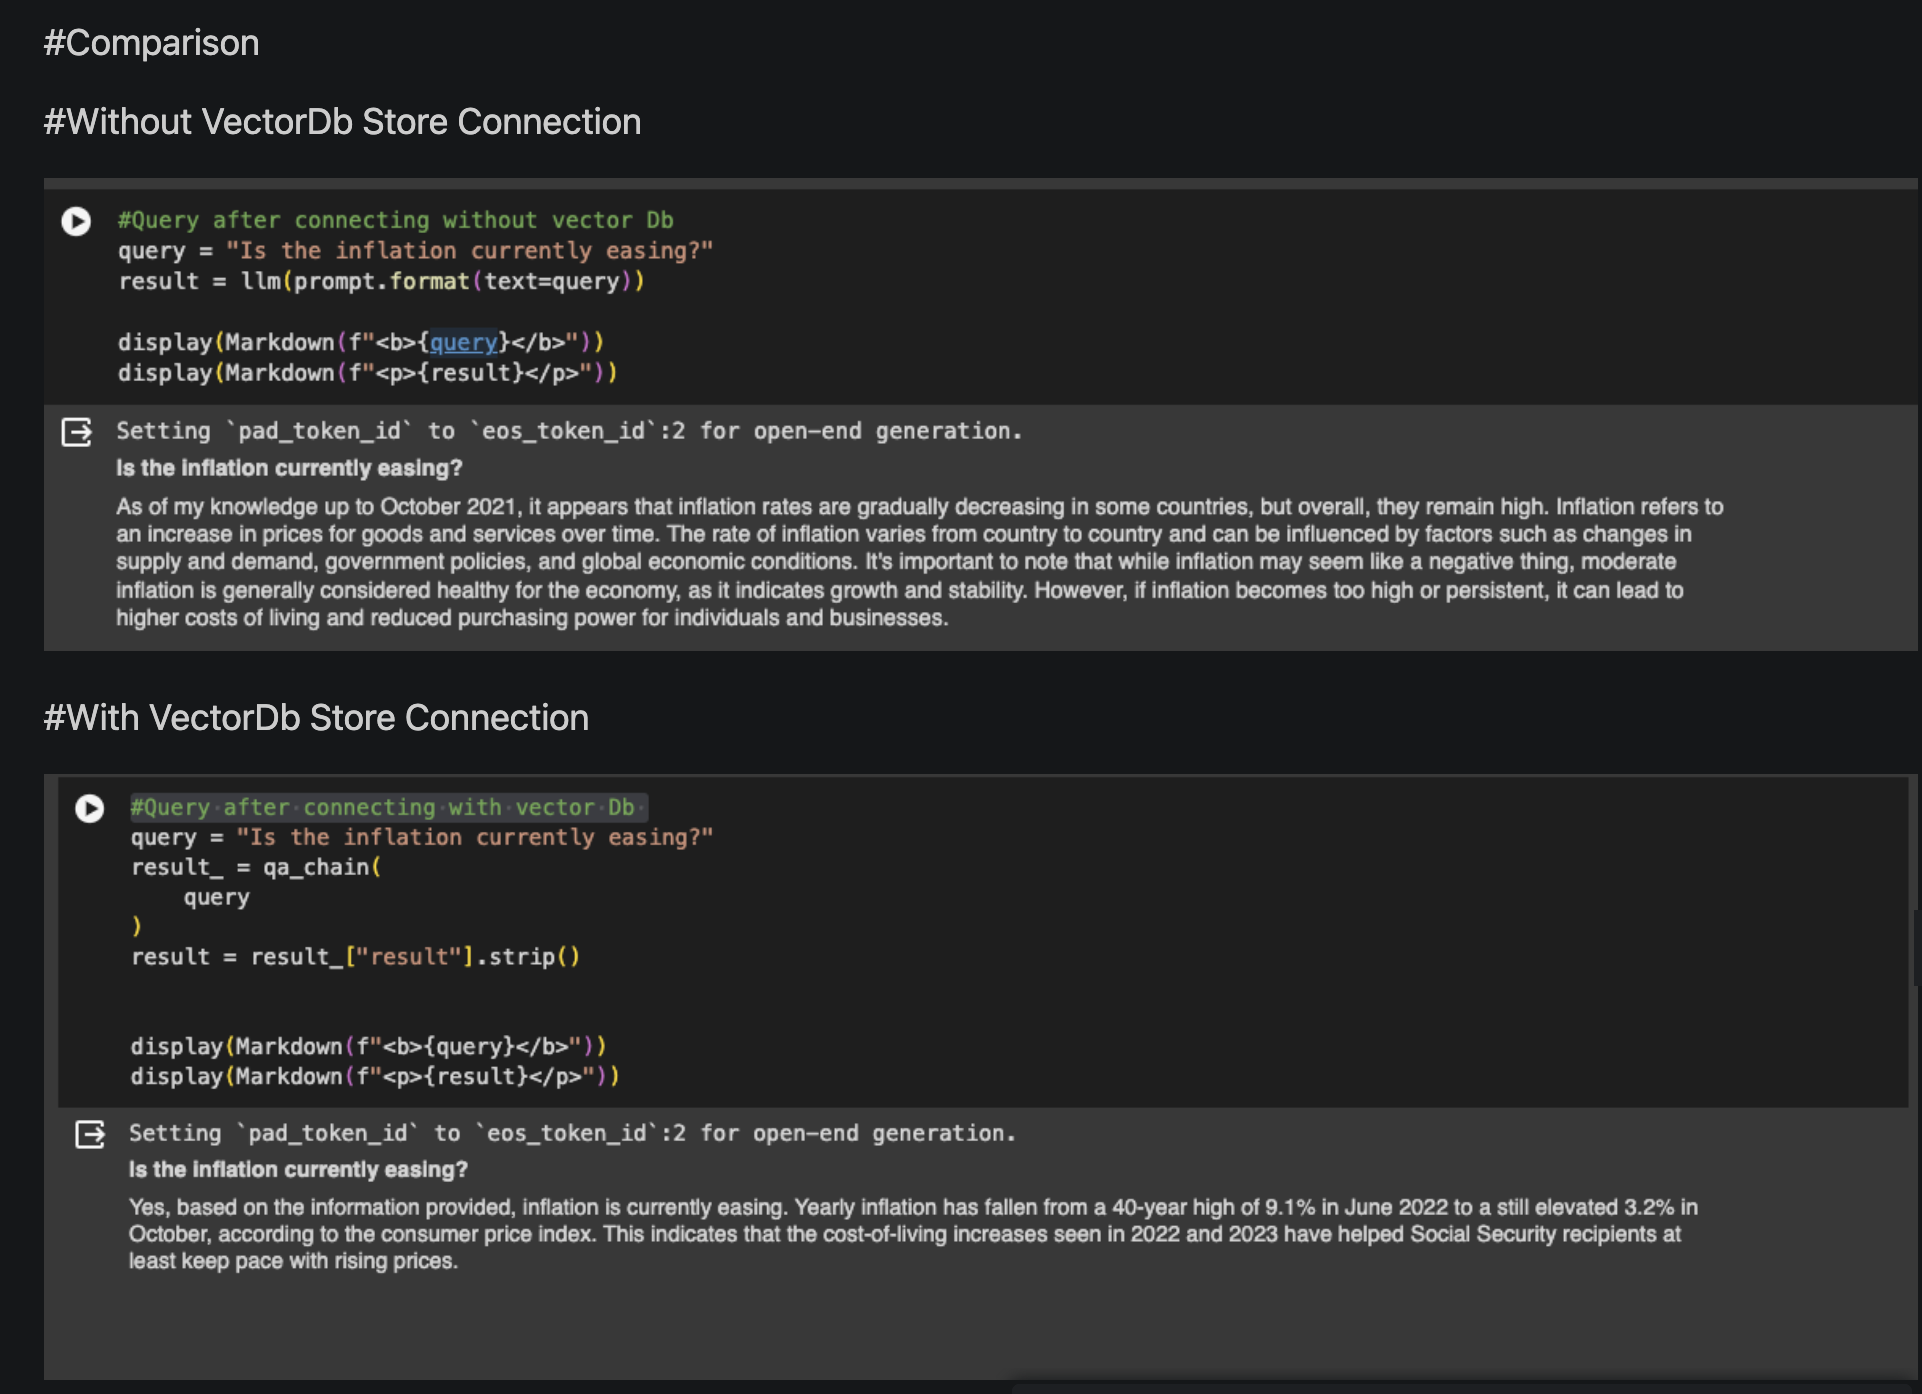 #Comparison
#Without VectorDb Store Connection
#Query after connecting without vector Db
query = "Is the inflation currently easing?"
result = llm(prompt.format(text=query))
display(Markdown(f"<b>{query}</b>"))
display(Markdown(f"<p>{result}</p>"))
Setting `pad_token_id` to `eos_token_id`:2 for open-end generation.
Is the inflation currently easing?
As of my knowledge up to October 2021, it appears that inflation rates are gradually decreasing in some countries, but overall, they remain high. Inflation refers to
an increase in prices for goods and services over time. The rate of inflation varies from country to country and can be influenced by factors such as changes in
supply and demand, government policies, and global economic conditions. It's important to note that while inflation may seem like a negative thing, moderate
inflation is generally considered healthy for the economy, as it indicates growth and stability. However, if inflation becomes too high or persistent, it can lead to
higher costs of living and reduced purchasing power for individuals and businesses.
#With VectorDb Store Connection
#Query after connecting with vector Db
query = "Is the inflation currently easing?"
result_ = qa_chain(
query
)
result = result_["result"].strip()
display(Markdown(f"<b>{query}</b>"))
display(Markdown(f"<p>{result}</p>"))
Setting `pad_token_id` to `eos_token_id`:2 for open-end generation.
Is the inflation currently easing?
Yes, based on the information provided, inflation is currently easing. Yearly inflation has fallen from a 40-year high of 9.1% in June 2022 to a still elevated 3.2% in
October, according to the consumer price index. This indicates that the cost-of-living increases seen in 2022 and 2023 have helped Social Security recipients at
least keep pace with rising prices.